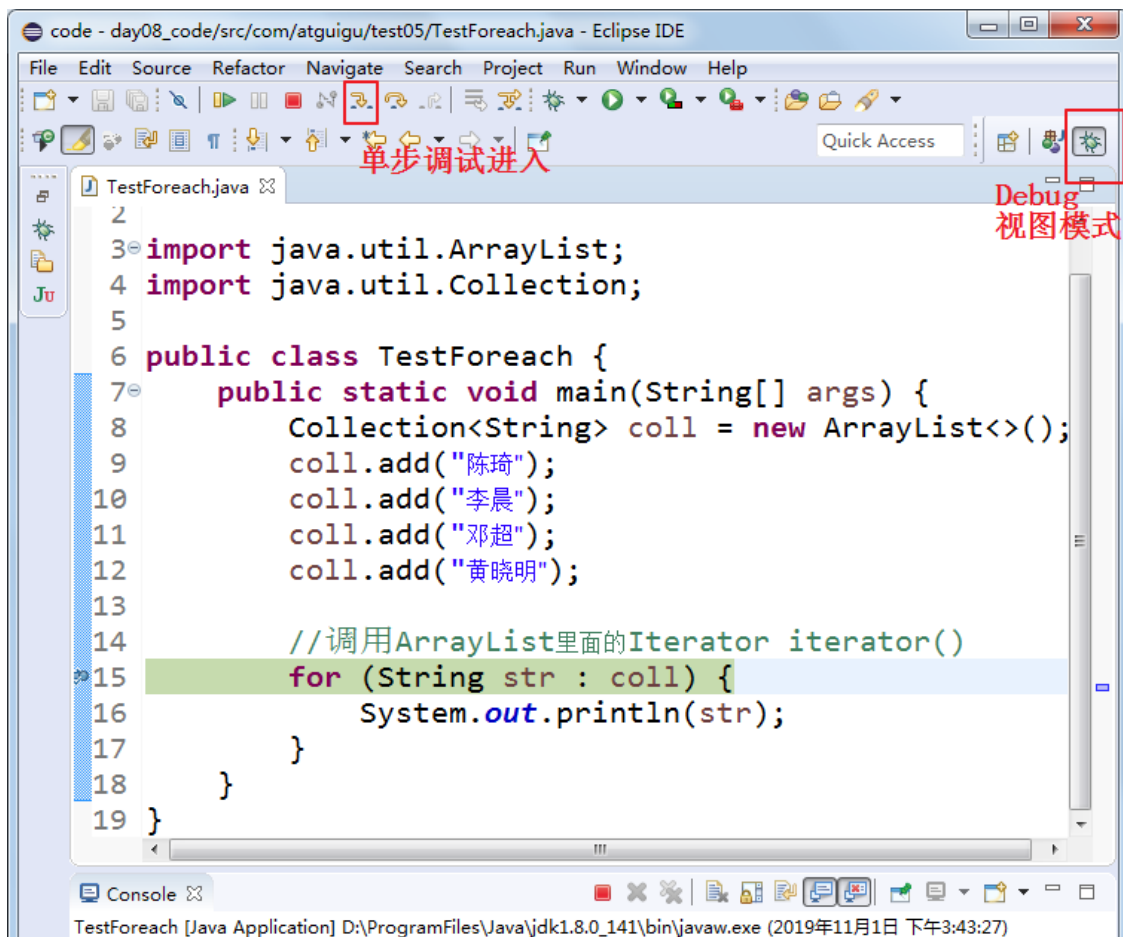 code - day08_code/src/com/atguigu/test05/TestForeach.java - Eclipse IDE
File Edit Source Refactor Navigate Search Project Run Window Help
Quick Access
单步调试进入
Debug
视图模式
TestForeach.java
2
3 import java.util.ArrayList;
4 import java.util.Collection;
5
6 public class TestForeach {
7 public static void main(String[] args) {
8 Collection<String> coll = new ArrayList<>();
9 coll.add("陈琦");
10 coll.add("李晨");
11 coll.add("邓超");
12 coll.add("黄晓明");
13
14 //调用ArrayList里面的Iterator iterator()
15 for (String str : coll) {
16 System.out.println(str);
17 }
18 }
19 }
Ju
Console
TestForeach [Java Application] D:\ProgramFiles\Java\jdk1.8.0_141\bin\javaw.exe (2019年11月1日 下午3:43:27)